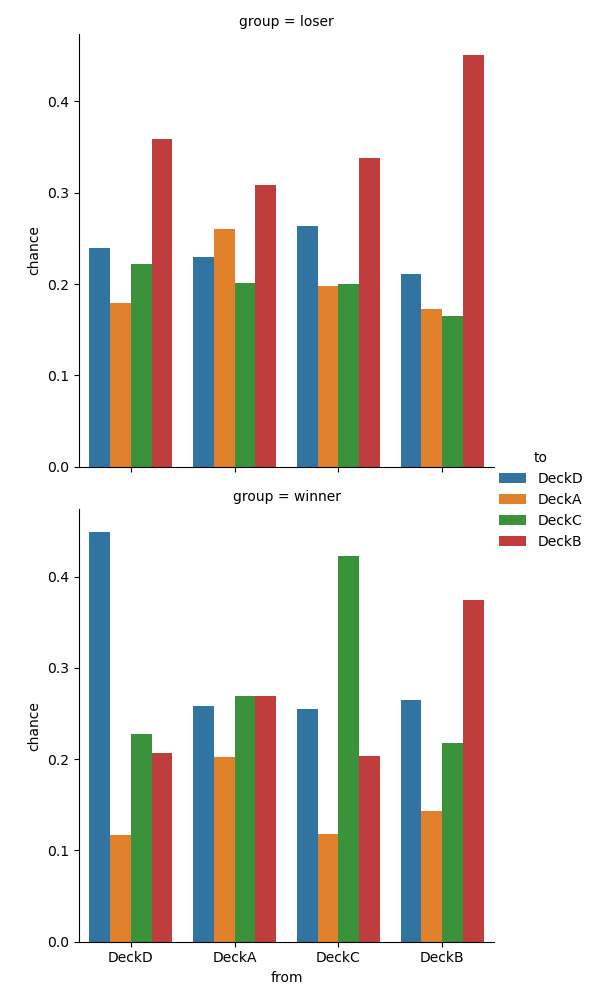 group = loser
chance
0.4
0.3
0.2
0.1
0.0
to
DeckD
DeckA
DeckC
DeckB
group = winner
chance
0.4
0.3
0.2
0.1
0.0
DeckD DeckA DeckC DeckB
from